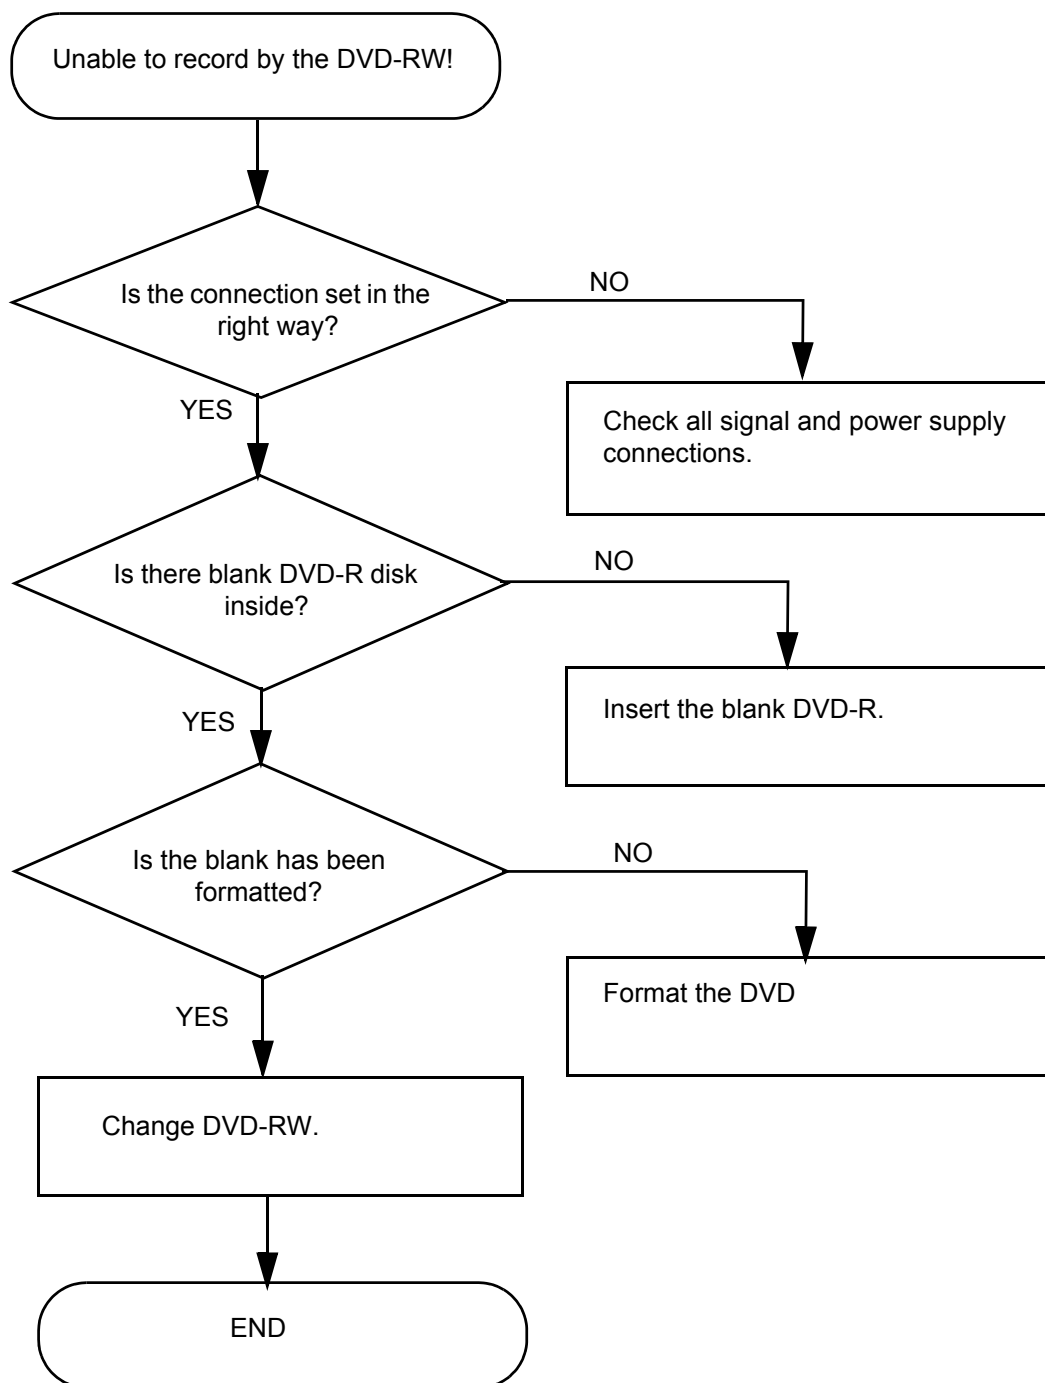 Unable to record by the DVD-RW!
Is the connection set in the
right way?
NO
Check all signal and power supply
connections.
YES
Is there blank DVD-R disk
inside?
NO
Insert the blank DVD-R.
YES
Is the blank has been
formatted?
NO
Format the DVD
YES
Change DVD-RW.
END